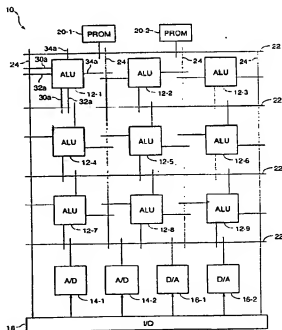 10
20-1 PROM 20-2 PROM
34a
24 22
30a 34a 24 24
24 ALU ALU ALU
32a
30a 32a 12-1 12-2 12-3
22
ALU ALU ALU
12-4 12-5 12-6
22
ALU ALU ALU
12-7 12-8 12-9
22
A/D A/D D/A D/A
14-1 14-2 16-1 16-2
18 I/O